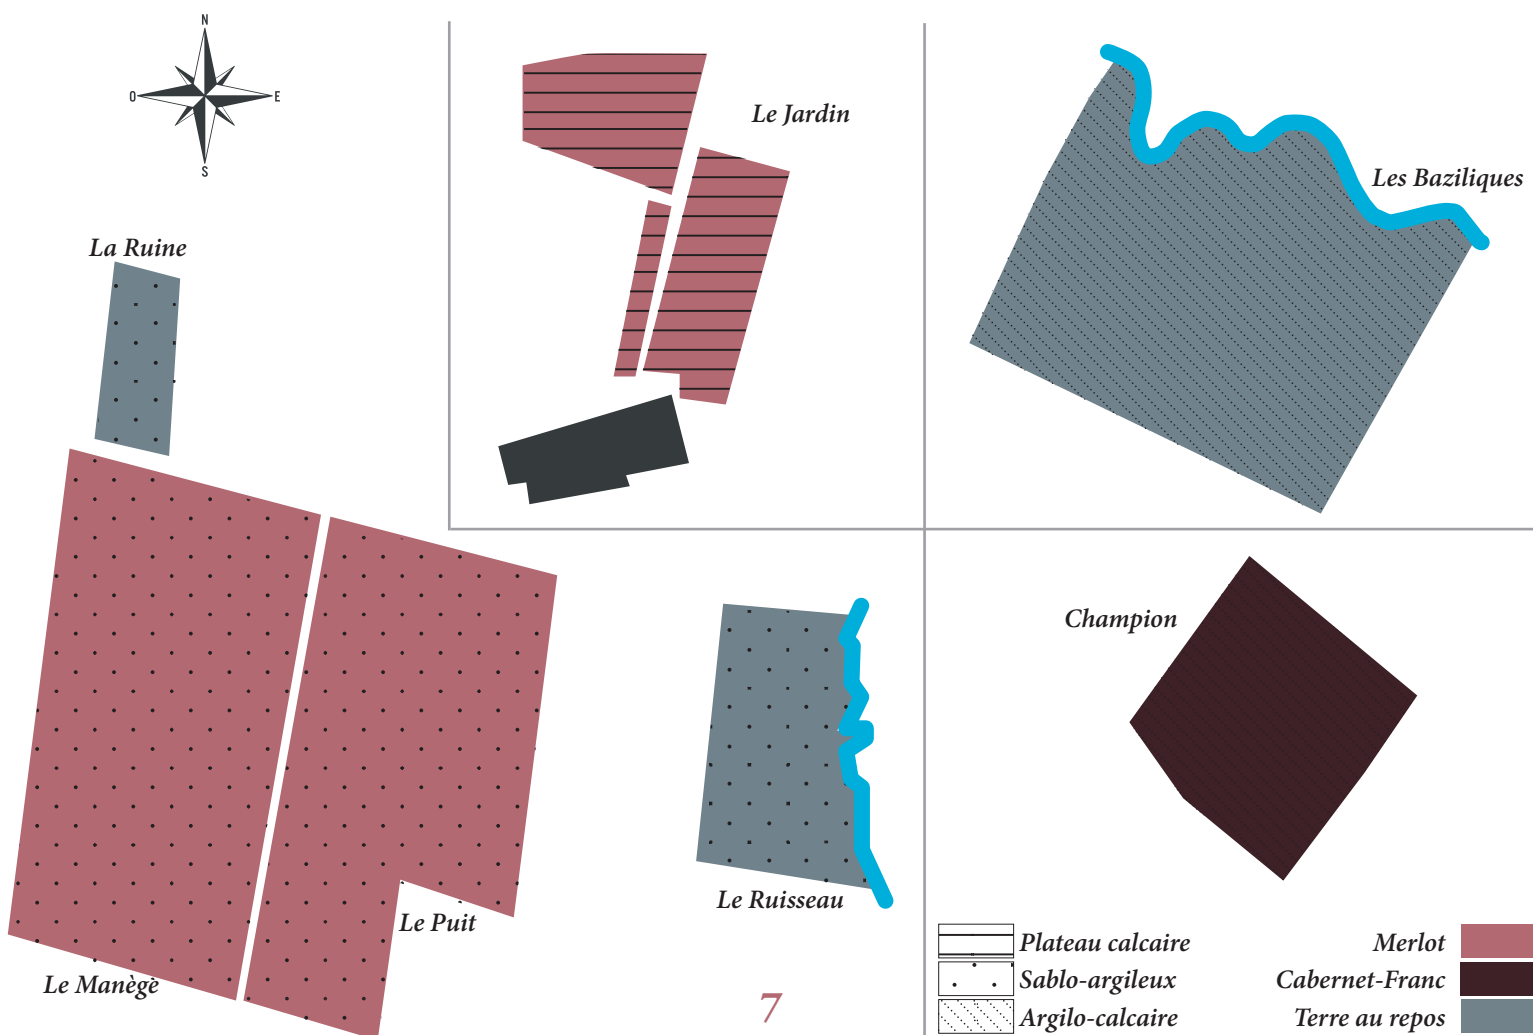 N
O E
S
Le Jardin
Les Baziliques
La Ruine
Champion
Le Ruisseau
Le Puit
Le Manège
Plateau calcaire
Sablo-argileux
Argilo-calcaire
Merlot
Cabernet-Franc
Terre au repos
7